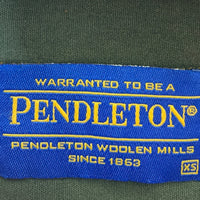 WARRANTED TO BE A
PENDLETON®
PENDLETON WOOLEN MILLS
SINCE 1863
XS